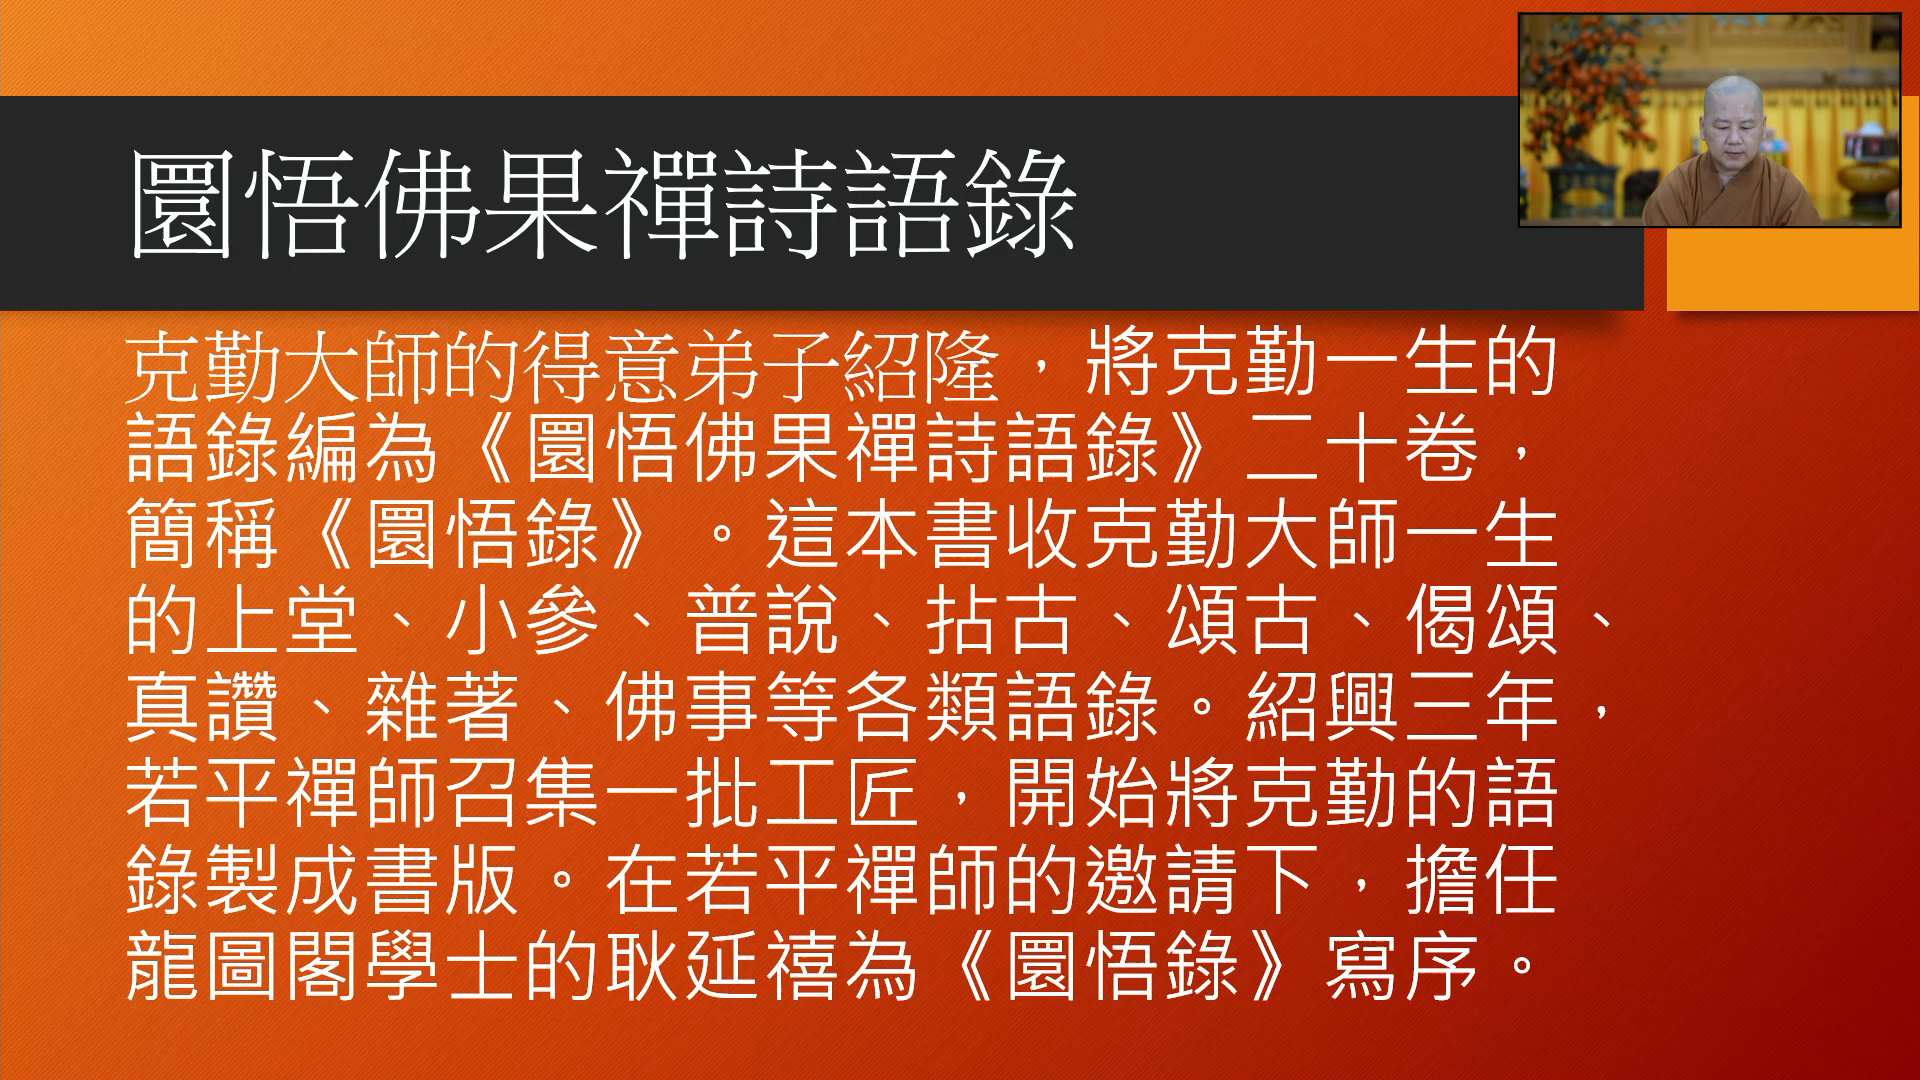 圜悟佛果禪詩語錄
克勤大師的得意弟子紹隆，將克勤一生的
語錄編為《圜悟佛果禪詩語錄》二十卷，
簡稱《圜悟錄》。這本書收克勤大師一生
的上堂、小參、普說、拈古、頌古、偈頌、
真讚、雜著、佛事等各類語錄。紹興三年，
若平禪師召集一批工匠，開始將克勤的語
錄製成書版。在若平禪師的邀請下，擔任
龍圖閣學士的耿延禧為《圜悟錄》寫序。